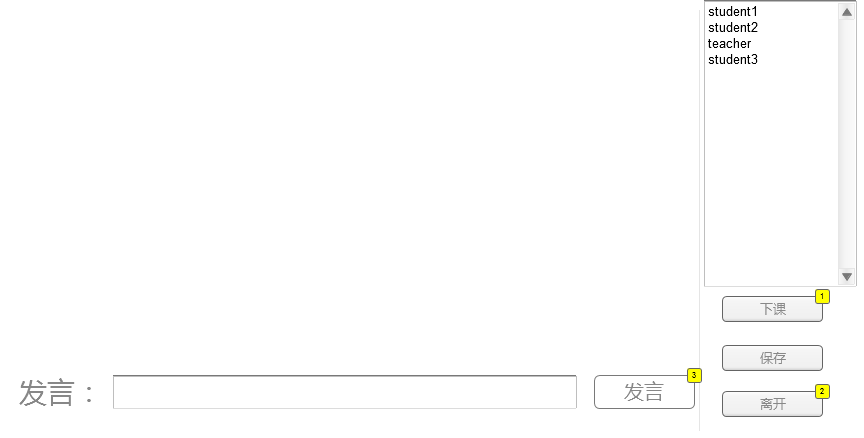 student1
student2
teacher
student3
1
下课
保存
2
离开
发言：
3
发言